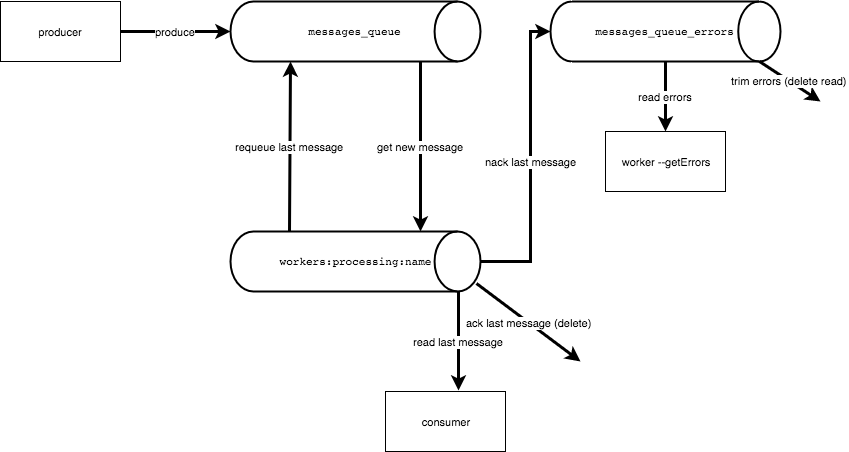 producer
produce
messages_queue
messages_queue_errors
trim errors (delete read)
read errors
requeue last message
get new message
nack last message
worker --getErrors
workers:processing:name
ack last message (delete)
read last message
consumer